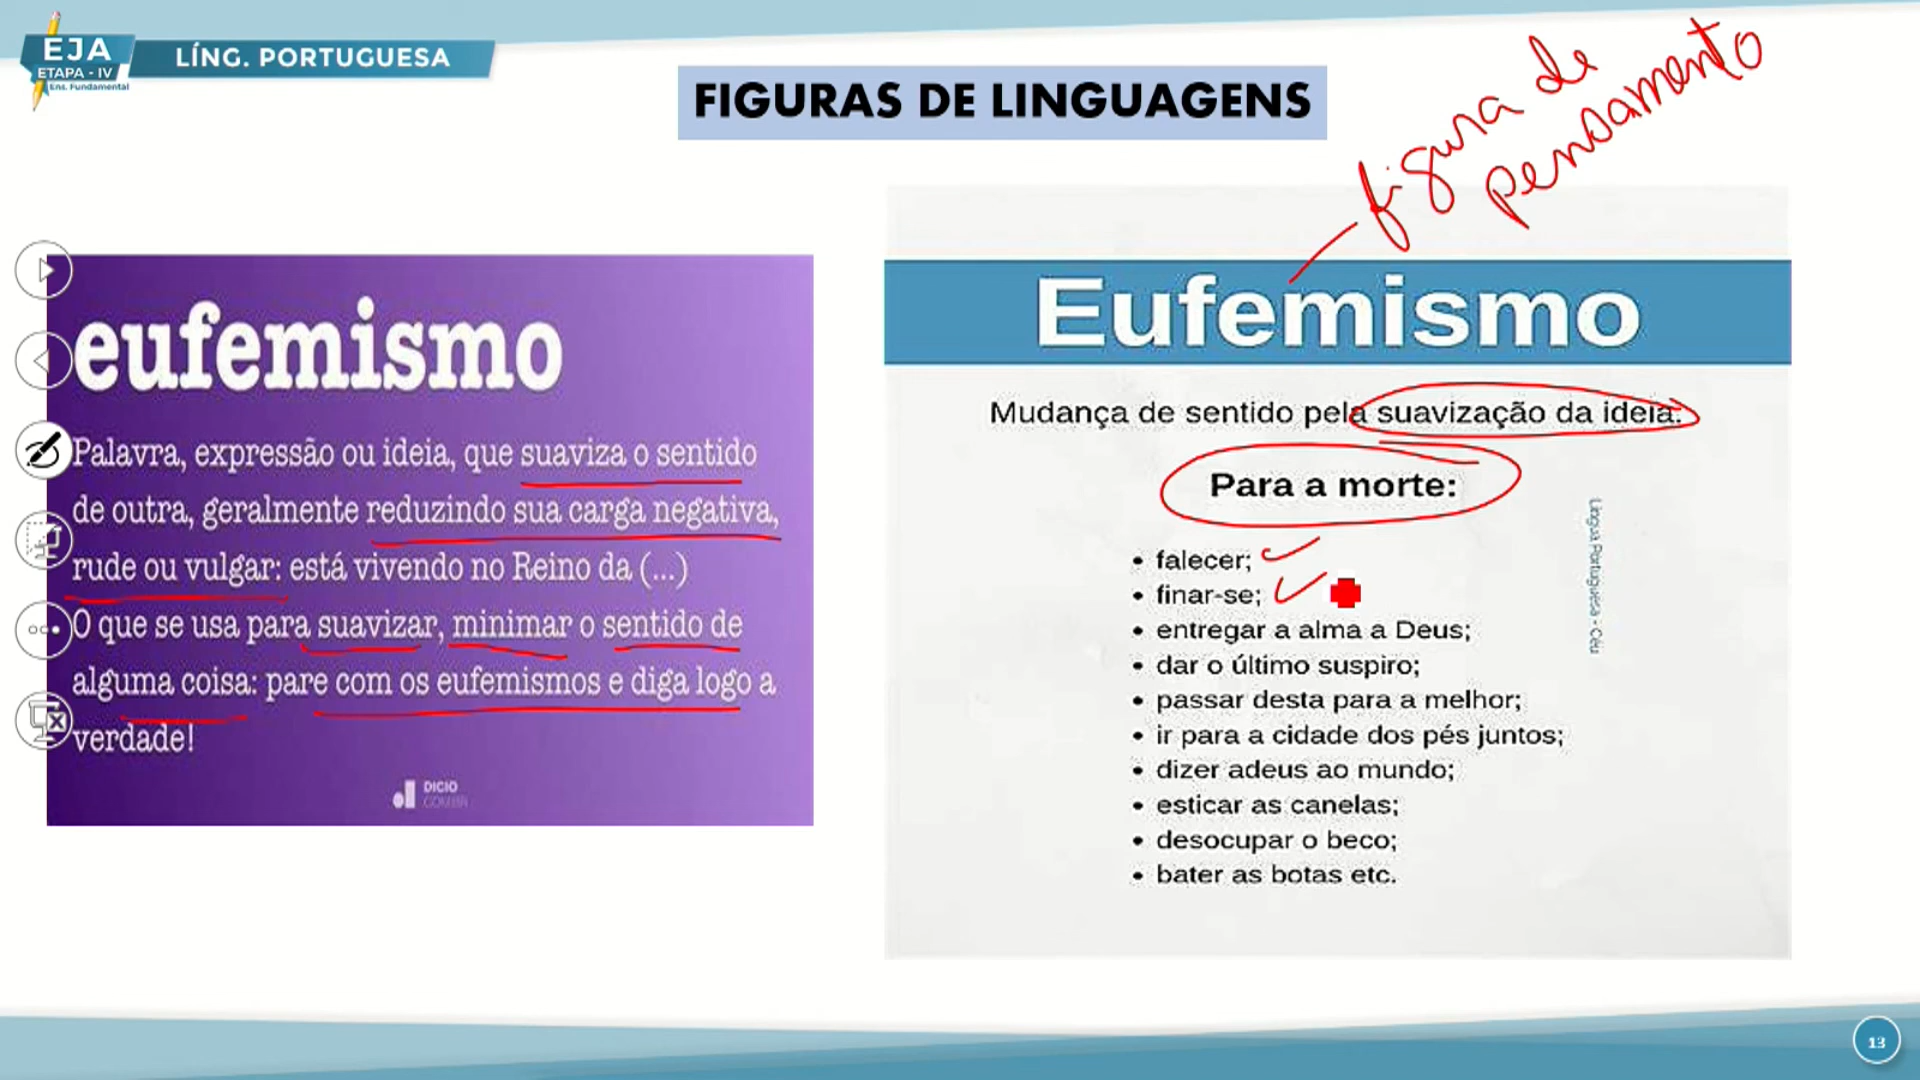 EJA
ETAPA - IV
Ens. Fundamental
LÍNG. PORTUGUESA
FIGURAS DE LINGUAGENS
figura de
pensamento
eufemismo
Palavra, expressão ou ideia, que suaviza o sentido
de outra, geralmente reduzindo sua carga negativa,
rude ou vulgar: está vivendo no Reino da (...)
O que se usa para suavizar, minimar o sentido de
alguma coisa: pare com os eufemismos e diga logo a
verdade!
DICIO
COM.BR
Eufemismo
Mudança de sentido pela suavização da ideia.
Para a morte:
• falecer;
• finar-se;
• entregar a alma a Deus;
• dar o último suspiro;
• passar desta para a melhor;
• ir para a cidade dos pés juntos;
• dizer adeus ao mundo;
• esticar as canelas;
• desocupar o beco;
• bater as botas etc.
Língua Portuguesa - Céu
13